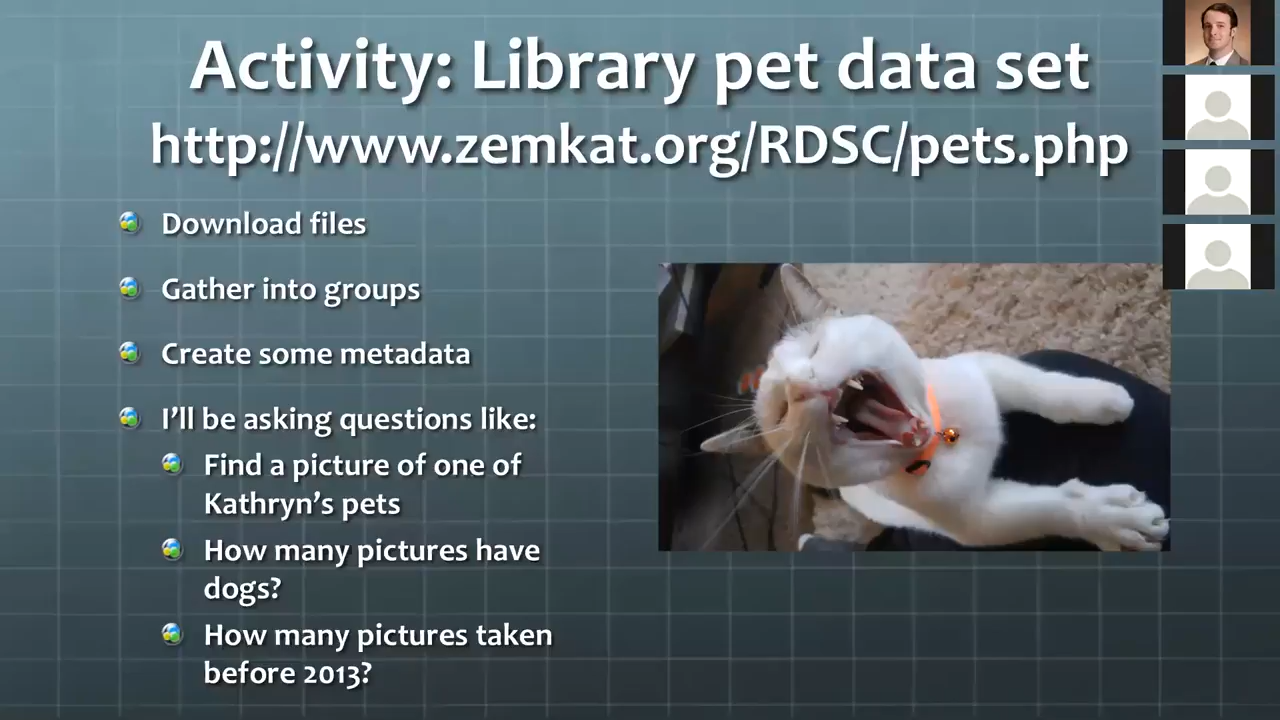 Activity: Library pet data set
http://www.zemkat.org/RDSC/pets.php
Download files
Gather into groups
Create some metadata
I'll be asking questions like:
Find a picture of one of
Kathryn's pets
How many pictures have
dogs?
How many pictures taken
before 2013?